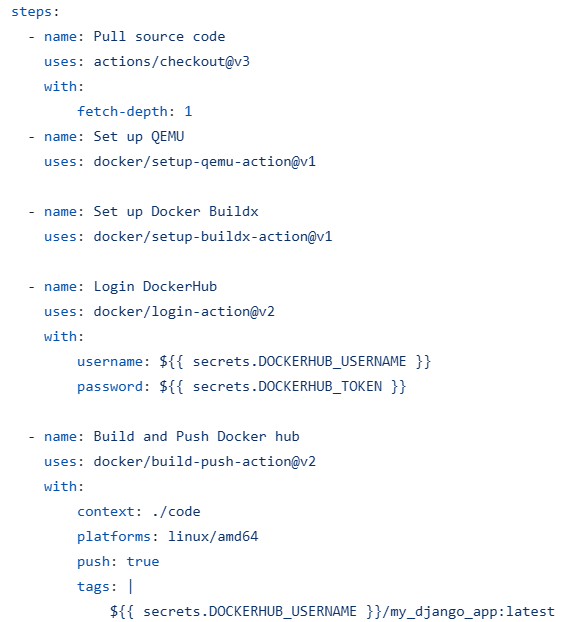 steps:
  - name: Pull source code
    uses: actions/checkout@v3
    with:
        fetch-depth: 1
  - name: Set up QEMU
    uses: docker/setup-qemu-action@v1
  - name: Set up Docker Buildx
    uses: docker/setup-buildx-action@v1
  - name: Login DockerHub
    uses: docker/login-action@v2
    with:
        username: ${{ secrets.DOCKERHUB_USERNAME }}
        password: ${{ secrets.DOCKERHUB_TOKEN }}
  - name: Build and Push Docker hub
    uses: docker/build-push-action@v2
    with:
        context: ./code
        platforms: linux/amd64
        push: true
        tags: |
            ${{ secrets.DOCKERHUB_USERNAME }}/my_django_app:latest